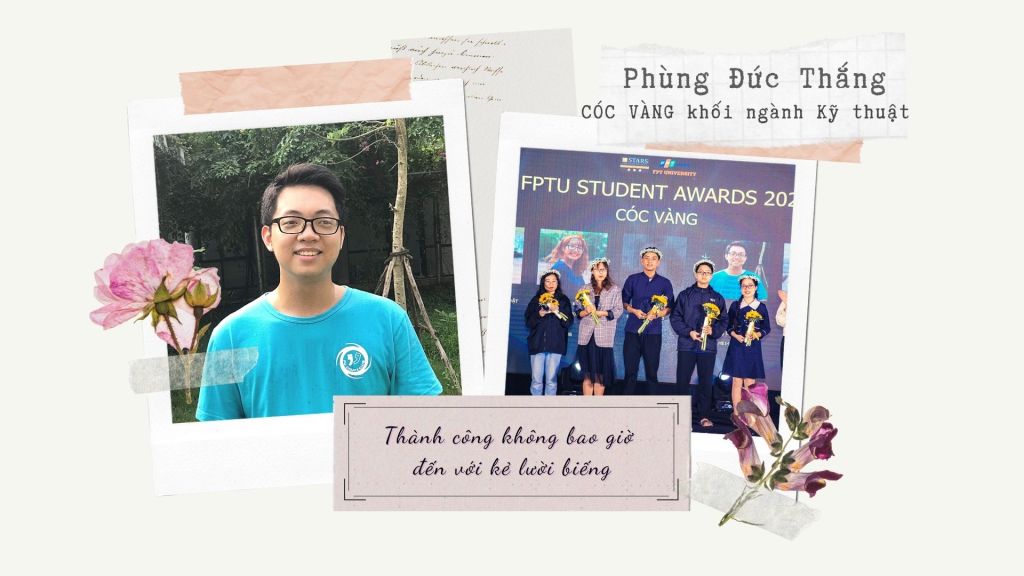 Phùng Đức Thắng
CÓC VÀNG khối ngành Kỹ thuật
STARS
FPT UNIVERSITY
FPTU STUDENT AWARDS 202
CÓC VÀNG
Thành công không bao giờ
đến với kẻ lười biếng